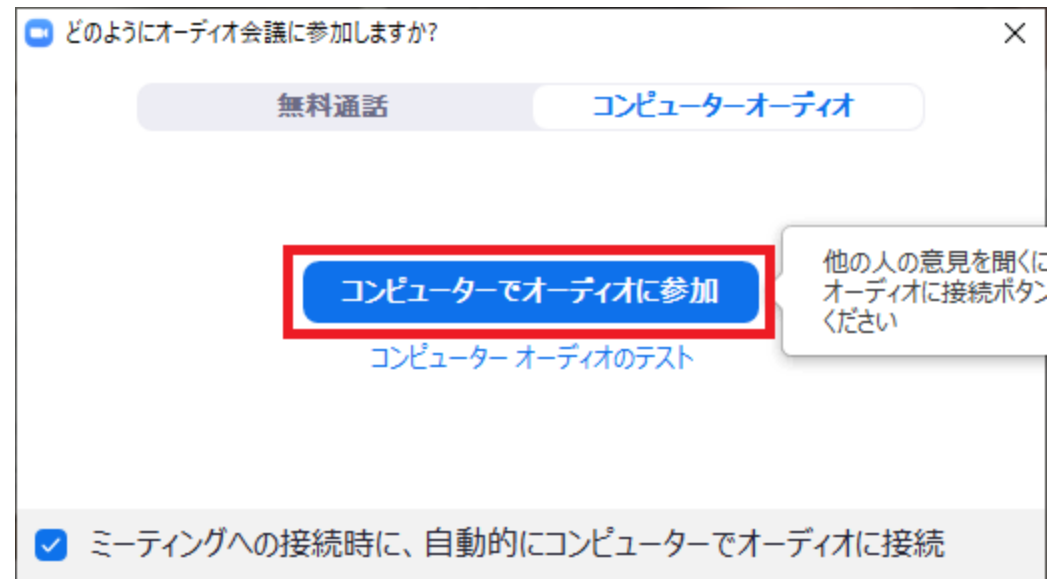 どのようにオーディオ会議に参加しますか?
無料通話
コンピューターオーディオ
コンピューターでオーディオに参加
他の人の意見を聞くに
オーディオに接続ボタン
ください
コンピューター オーディオのテスト
ミーティングへの接続時に、自動的にコンピューターでオーディオに接続